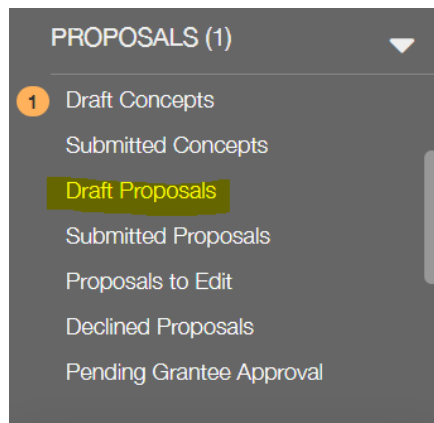 PROPOSALS (1)
1 Draft Concepts
Submitted Concepts
Draft Proposals
Submitted Proposals
Proposals to Edit
Declined Proposals
Pending Grantee Approval